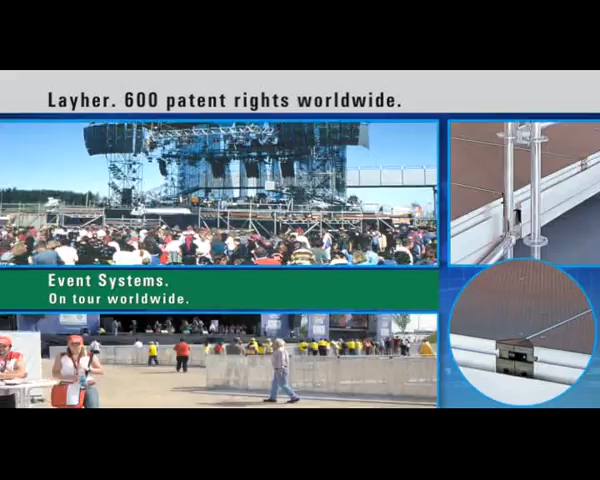 Layher. 600 patent rights worldwide.
Event Systems.
On tour worldwide.